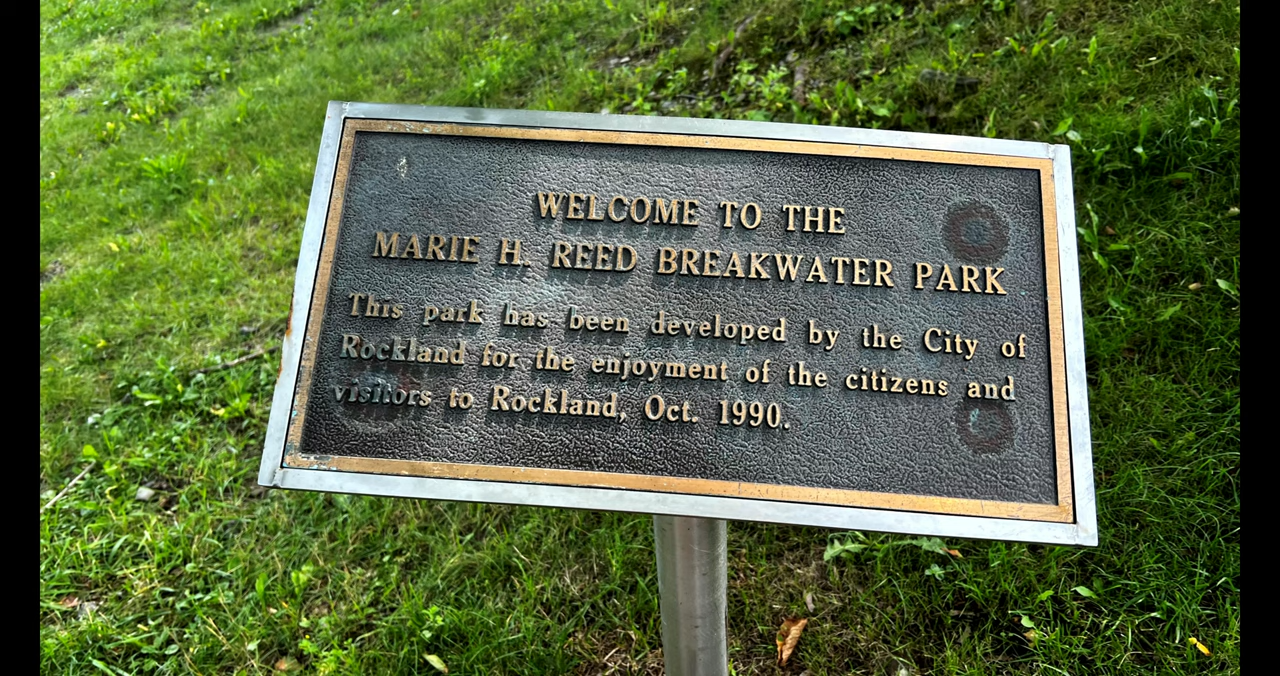 WELCOME TO THE
MARIE H. REED BREAKWATER PARK
This park has been developed by the City of
Rockland for the enjoyment of the citizens and
visitors to Rockland, Oct. 1990.